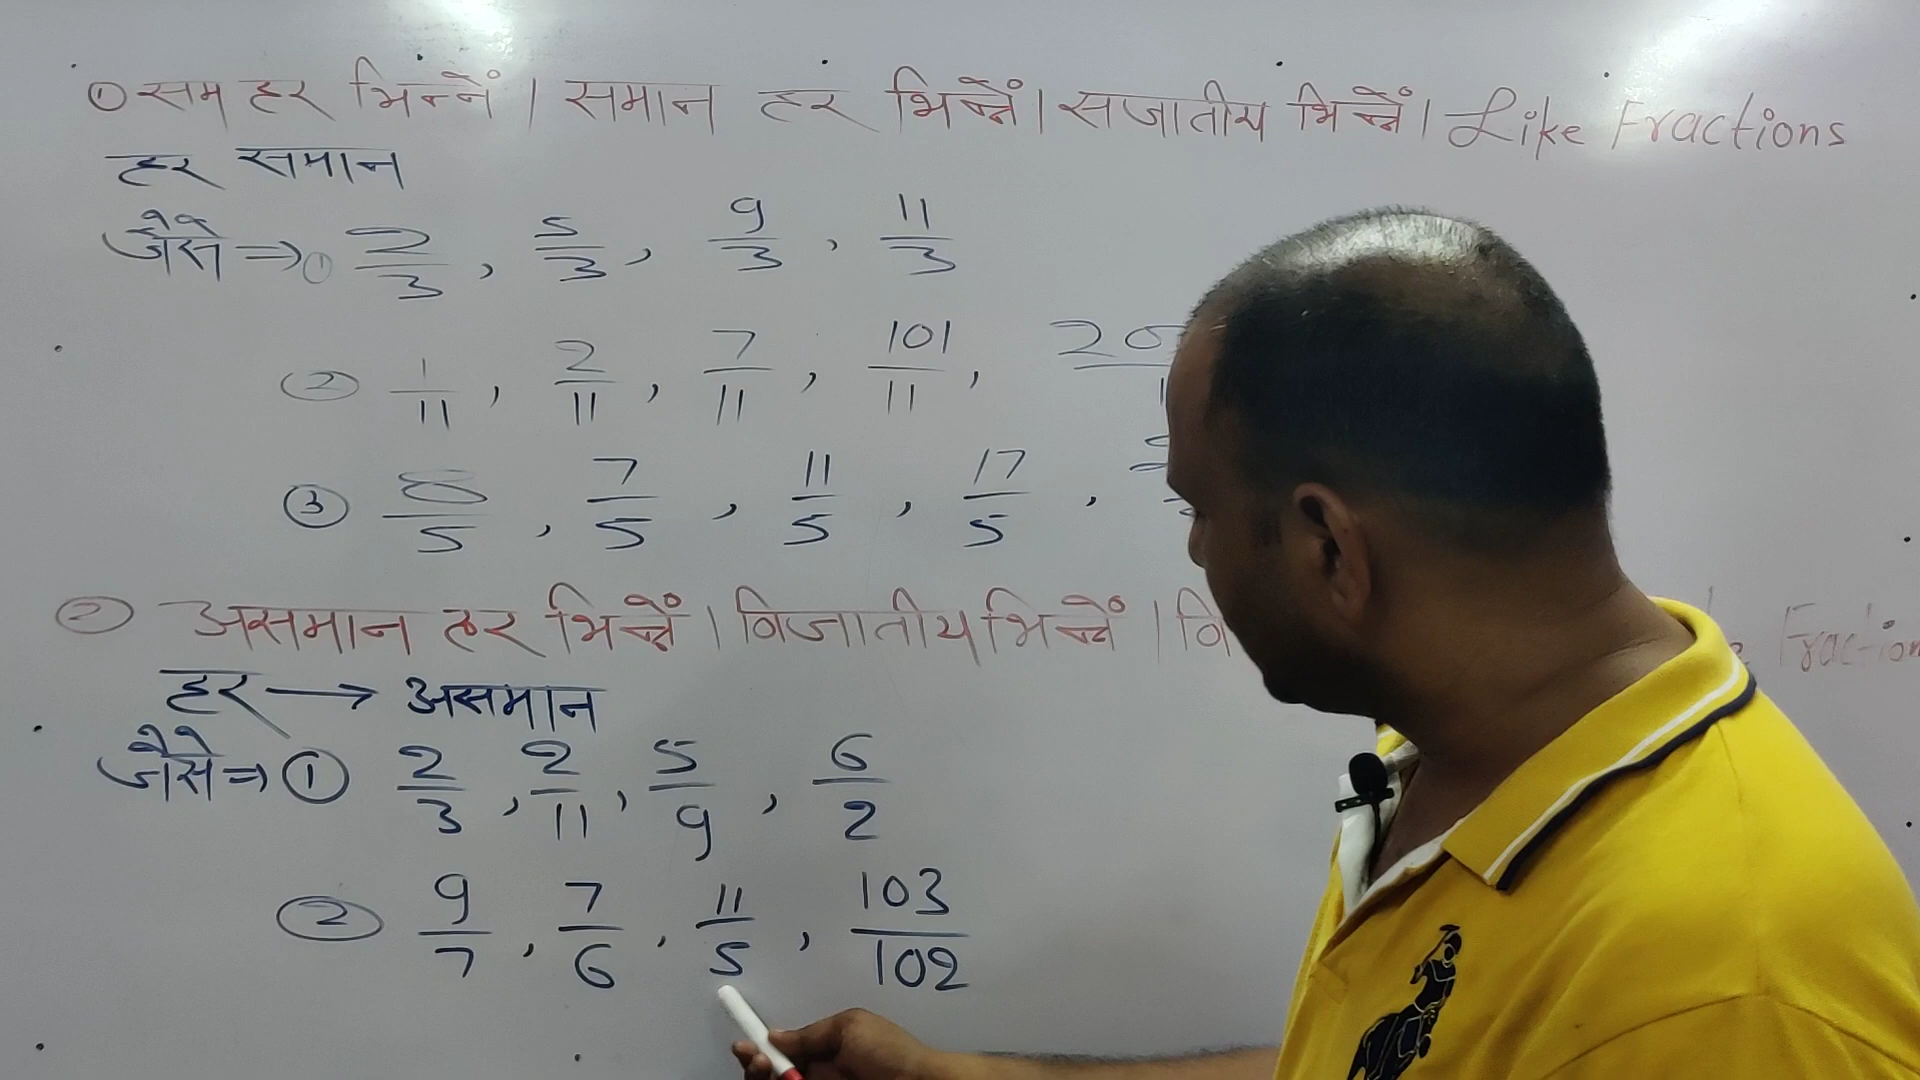 ① सम हर भिन्नें। समान हर भिन्नें। सजातीय भिन्नें। Like Fractions
हर समान
जैसे ⇒ ① 2/3, 5/3, 9/3, 11/3
② 1/11, 2/11, 7/11, 101/11,
③ 8/5, 7/5, 11/5, 17/5,
② असमान हर भिन्नें। विजातीय भिन्नें। Fraction
हर → असमान
जैसे ⇒ ① 2/3, 2/11, 5/9, 6/2
② 9/7, 7/6, 11/5, 103/102